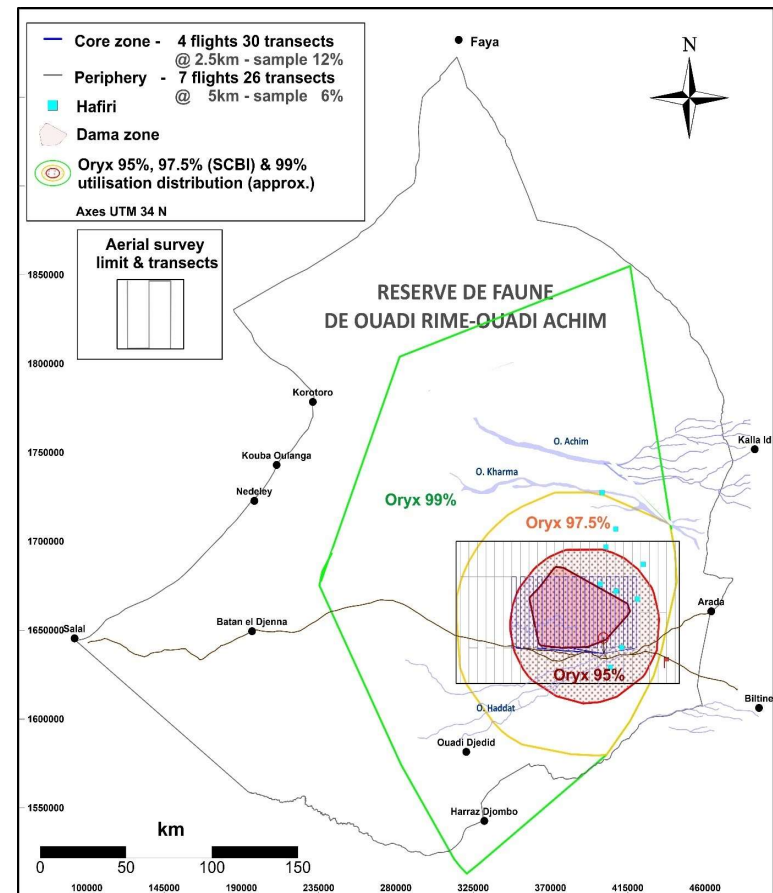 Core zone - 4 flights 30 transects
@ 2.5km - sample 12%
Periphery - 7 flights 26 transects
@ 5km - sample 6%
Hafiri
Dama zone
Oryx 95%, 97.5% (SCBI) & 99%
utilisation distribution (approx.)
Axes UTM 34 N
Faya
N
Aerial survey
limit & transects
1850000
RESERVE DE FAUNE
DE OUADI RIME-OUADI ACHIM
1800000
Korotoro
1750000
O. Achim
Kalla Id
Kouba Oulanga
O. Kharma
Nedeley
Oryx 99%
Oryx 97.5%
1700000
Arada
1650000
Salal
Batan el Djenna
Oryx 95%
1600000
O. Haddat
Biltine
Ouadi Djedid
1550000
Harraz Djombo
km
0 50 100 150
100000 145000 190000 235000 280000 325000 370000 415000 460000